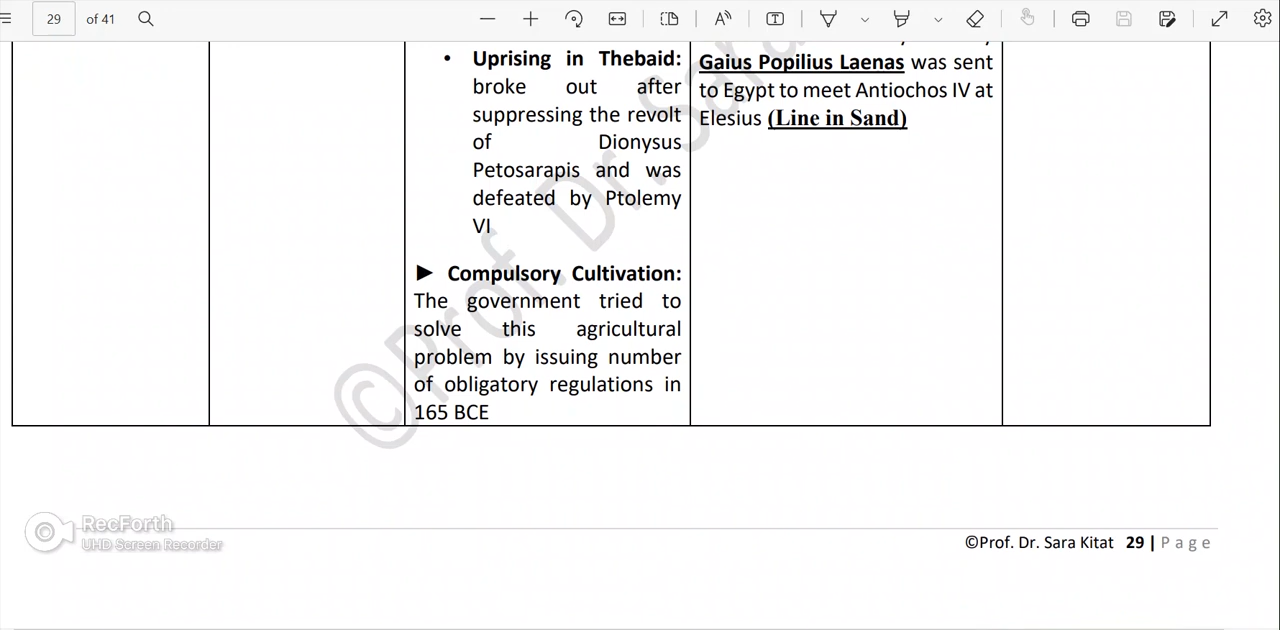 29 of 41
• Uprising in Thebaid:
broke out after
suppressing the revolt
of Dionysus
Petosarapis and was
defeated by Ptolemy
VI
► Compulsory Cultivation:
The government tried to
solve this agricultural
problem by issuing number
of obligatory regulations in
165 BCE
Gaius Popilius Laenas was sent
to Egypt to meet Antiochos IV at
Elesius (Line in Sand)
©Prof. Dr. Sara
RecForth
UHD Screen Recorder
©Prof. Dr. Sara Kitat 29 | Page